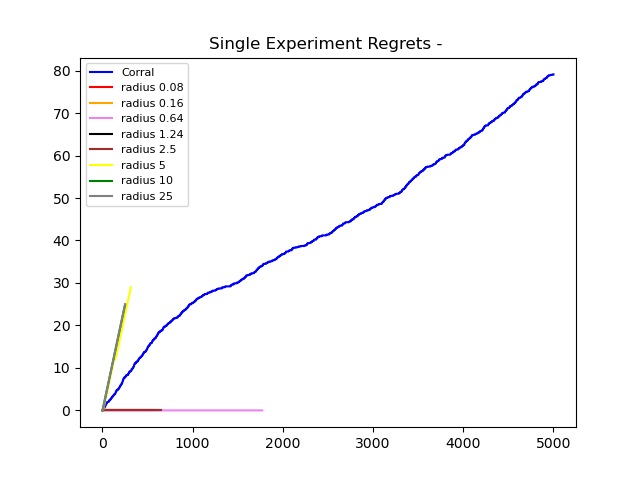 Single Experiment Regrets -
80
70
60
50
40
30
20
10
0
Corral
radius 0.08
radius 0.16
radius 0.64
radius 1.24
radius 2.5
radius 5
radius 10
radius 25
0 1000 2000 3000 4000 5000